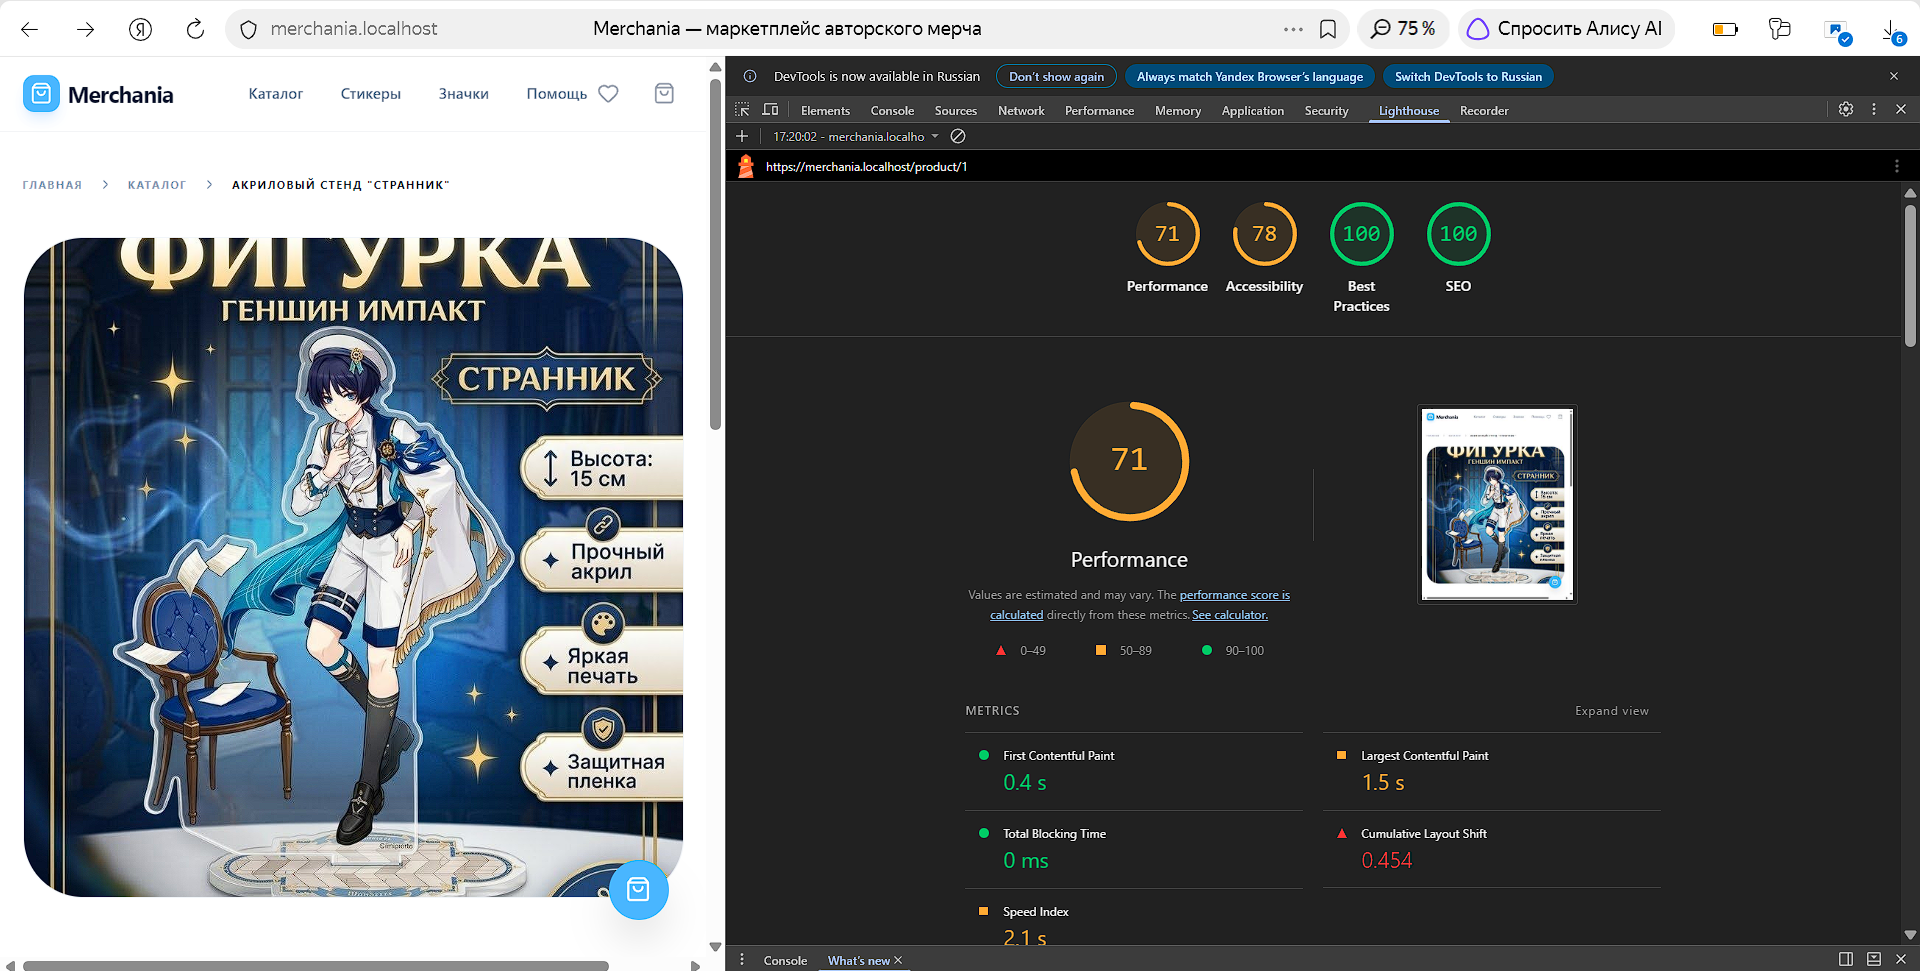 merchania.localhost
Merchania — маркетплейс авторского мерча
75 %
Спросить Алису AI
6
Merchania
Каталог
Стикеры
Значки
Помощь
ГЛАВНАЯ
КАТАЛОГ
АКРИЛОВЫЙ СТЕНД "СТРАННИК"
ФИГУРКА
ГЕНШИН ИМПАКТ
СТРАННИК
Высота:
15 см
Прочный
акрил
Яркая
печать
Защитная
пленка
DevTools is now available in Russian
Don't show again
Always match Yandex Browser's language
Switch DevTools to Russian
Elements
Console
Sources
Network
Performance
Memory
Application
Security
Lighthouse
Recorder
17:20:02 - merchania.localho
https://merchania.localhost/product/1
71
Performance
78
Accessibility
100
Best
Practices
100
SEO
71
Performance
Values are estimated and may vary. The performance score is
calculated directly from these metrics. See calculator.
0–49
50–89
90–100
METRICS
Expand view
First Contentful Paint
0.4 s
Largest Contentful Paint
1.5 s
Total Blocking Time
0 ms
Cumulative Layout Shift
0.454
Speed Index
2.1 s
Console
What's new